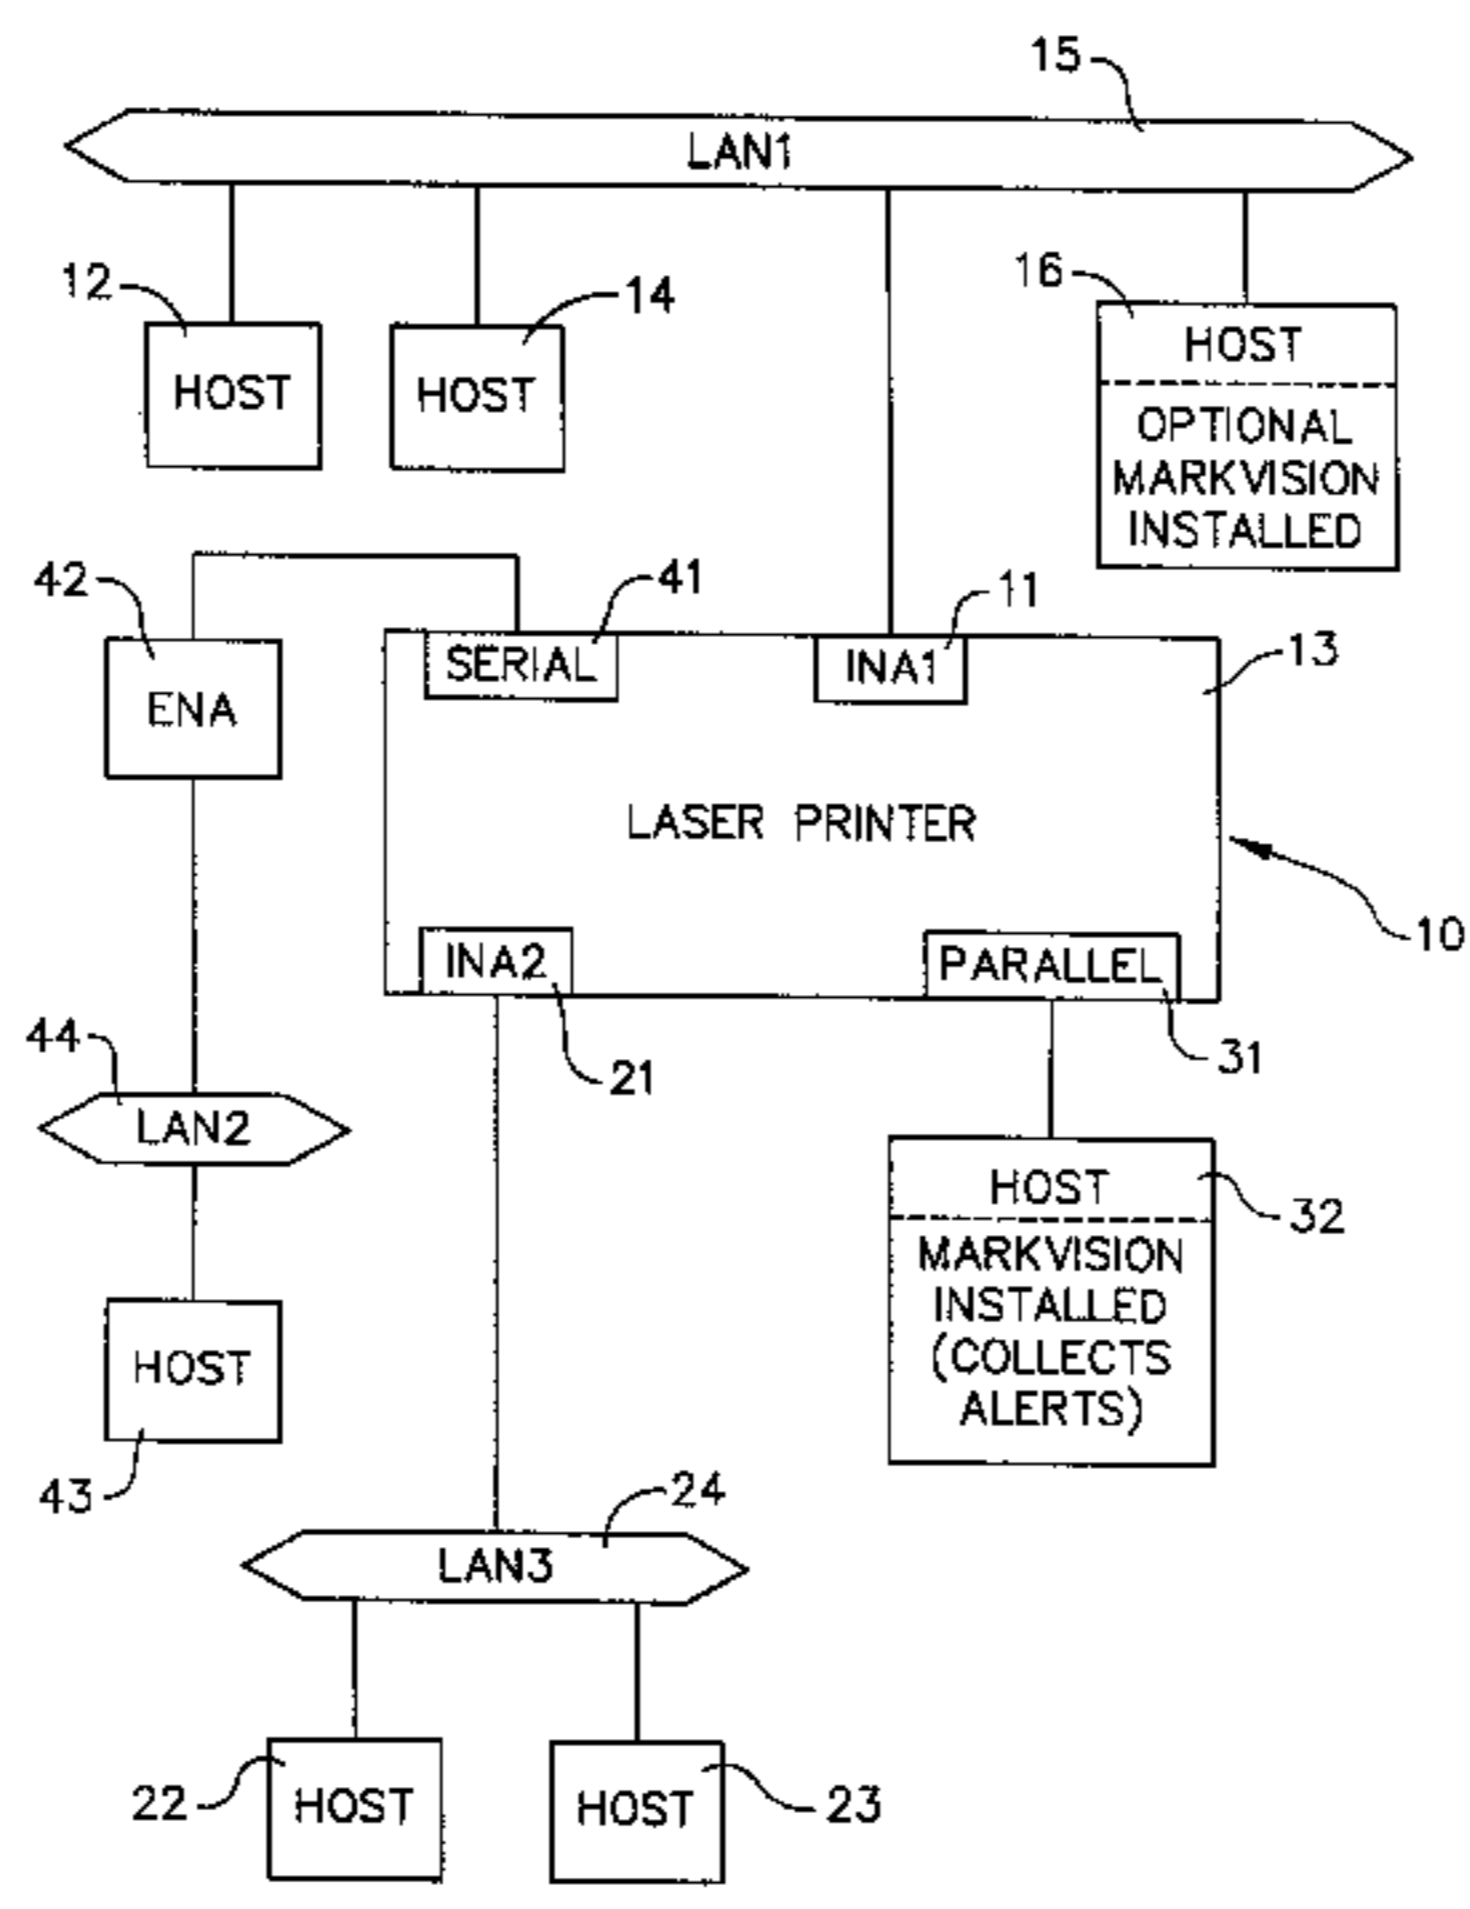 15
LAN1
12
14
16
HOST
HOST
HOST
OPTIONAL
MARKVISION
INSTALLED
42
41
11
13
SERIAL
INA1
ENA
LASER PRINTER
10
INA2
PARALLEL
44
21
31
LAN2
HOST
32
MARKVISION
INSTALLED
(COLLECTS
ALERTS)
HOST
43
24
LAN3
22
HOST
HOST
23